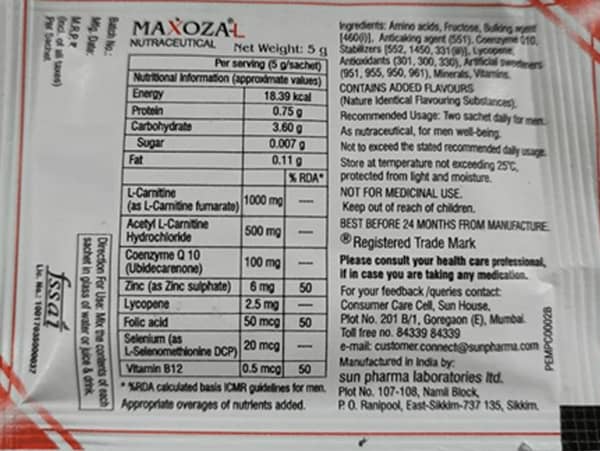 Batch No.:
Mfg. Date:
M.R.P. ₹
(Incl. of all taxes)
Per Sachet
MAXOZA-L
NUTRACEUTICAL
Net Weight: 5 g
Per serving (5 g/sachet)
Nutritional Information (approximate values)
Energy 18.39 kcal
Protein 0.75 g
Carbohydrate 3.60 g
Sugar 0.007 g
Fat 0.11 g
% RDA*
L-Carnitine
(as L-Carnitine fumarate) 1000 mg ----
Acetyl L-Carnitine
Hydrochloride 500 mg ----
Coenzyme Q 10
(Ubidecarenone) 100 mg ----
Zinc (as Zinc sulphate) 6 mg 50
Lycopene 2.5 mg ----
Folic acid 50 mcg 50
Selenium (as
L-Selenomethionine DCP) 20 mcg ----
Vitamin B12 0.5 mcg 50
* %RDA calculated basis ICMR guidelines for men.
Appropriate overages of nutrients added.
Direction For Use: Mix the contents of each
sachet in glass of water or juice & drink.
fssai
Lic. No.: 10017035000037
Ingredients: Amino acids, Fructose, Bulking agent
[460(i)], Anticaking agent (551), Coenzyme Q10,
Stabilizers [552, 1450, 331(iii)], Lycopene,
Antioxidants (301, 300, 330), Artificial sweeteners
(951, 955, 950, 961), Minerals, Vitamins.
CONTAINS ADDED FLAVOURS
(Nature Identical Flavouring Substances).
Recommended Usage: Two sachet daily for men.
As nutraceutical, for men well-being.
Not to exceed the stated recommended daily usage.
Store at temperature not exceeding 25°C,
protected from light and moisture.
NOT FOR MEDICINAL USE.
Keep out of reach of children.
BEST BEFORE 24 MONTHS FROM MANUFACTURE.
® Registered Trade Mark
Please consult your health care professional,
if in case you are taking any medication.
For your feedback /queries contact:
Consumer Care Cell, Sun House,
Plot No. 201 B/1, Goregaon (E), Mumbai.
Toll free no. 84339 84339
e-mail: customer.connect@sunpharma.com
Manufactured in India by:
sun pharma laboratories ltd.
Plot No. 107-108, Namli Block,
P. O. Ranipool, East-Sikkim-737 135, Sikkim.
PEMPC0002B